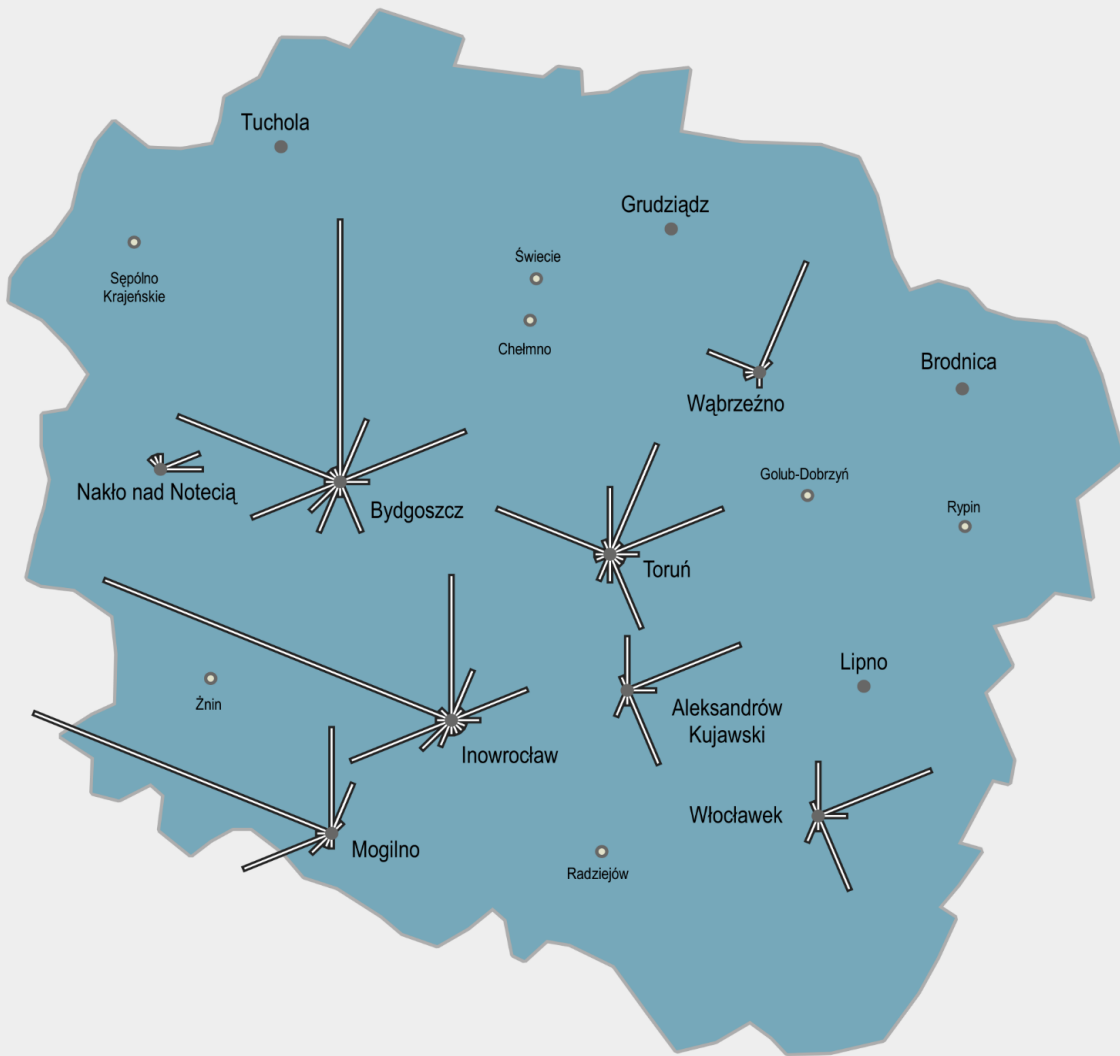 Tuchola
Grudziądz
Świecie
Sępólno
Krajeńskie
Chełmno
Brodnica
Wąbrzeźno
Golub-Dobrzyń
Nakło nad Notecią
Bydgoszcz
Rypin
Toruń
Lipno
Żnin
Aleksandrów
Kujawski
Inowrocław
Włocławek
Mogilno
Radziejów